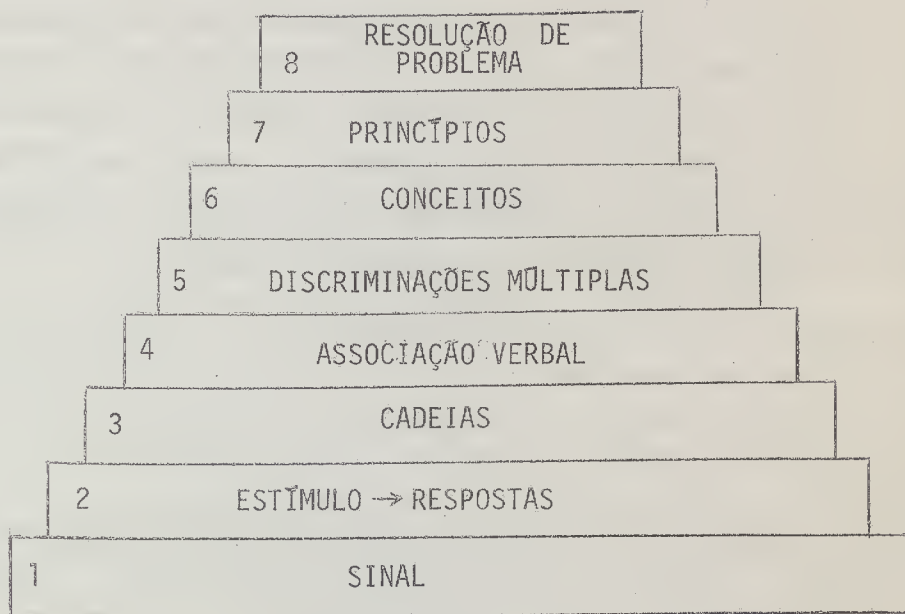 RESOLUÇÃO DE
8 PROBLEMA
7 PRINCÍPIOS
6 CONCEITOS
5 DISCRIMINAÇÕES MÚLTIPLAS
4 ASSOCIAÇÃO VERBAL
3 CADEIAS
2 ESTÍMULO → RESPOSTAS
1 SINAL